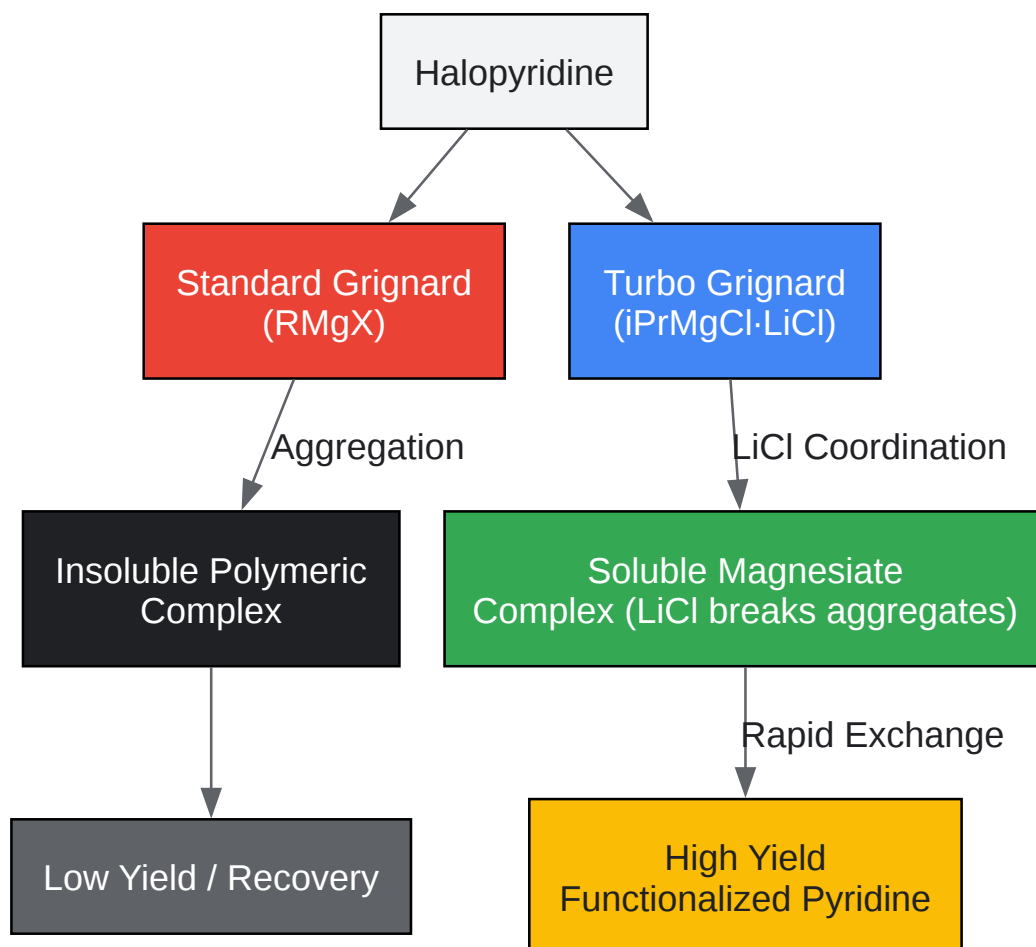 Halopyridine
Standard Grignard
(RMgX)
Turbo Grignard
(iPrMgCl·LiCl)
Aggregation
LiCl Coordination
Insoluble Polymeric
Complex
Soluble Magnesiate
Complex (LiCl breaks aggregates)
Rapid Exchange
Low Yield / Recovery
High Yield
Functionalized Pyridine